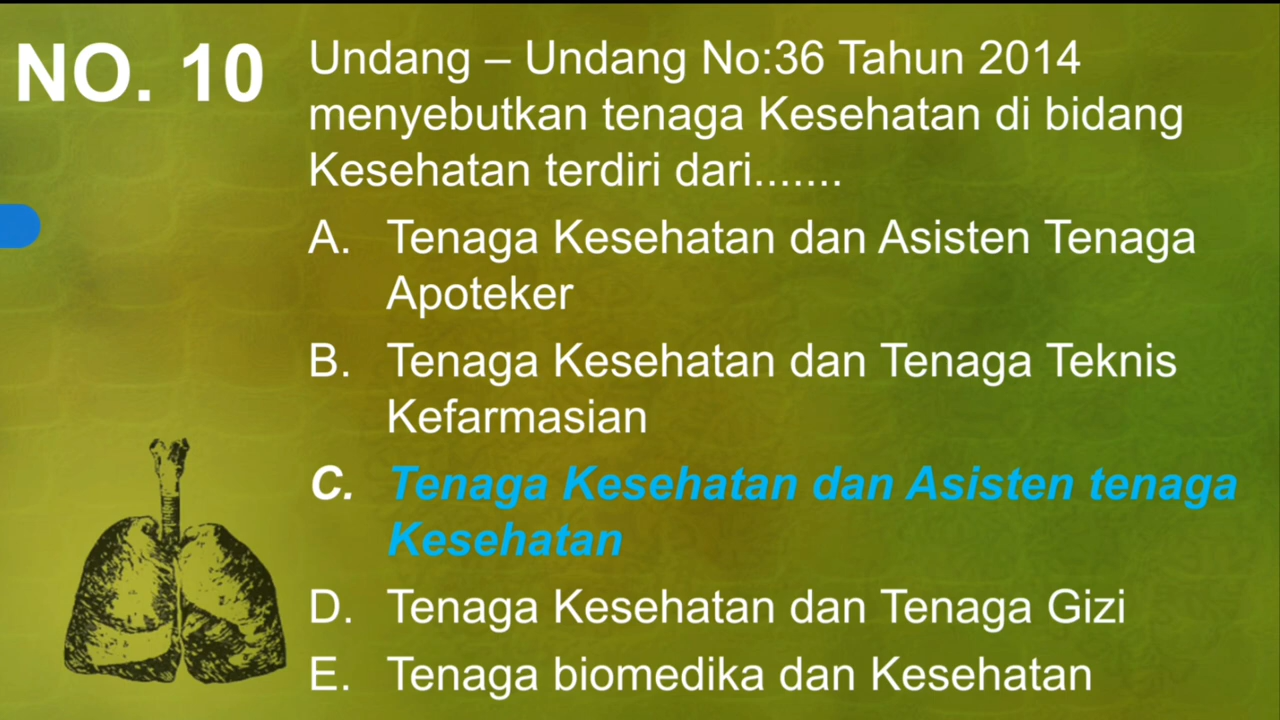 NO. 10
Undang – Undang No:36 Tahun 2014
menyebutkan tenaga Kesehatan di bidang
Kesehatan terdiri dari.......
A. Tenaga Kesehatan dan Asisten Tenaga
Apoteker
B. Tenaga Kesehatan dan Tenaga Teknis
Kefarmasian
C. Tenaga Kesehatan dan Asisten tenaga
Kesehatan
D. Tenaga Kesehatan dan Tenaga Gizi
E. Tenaga biomedika dan Kesehatan